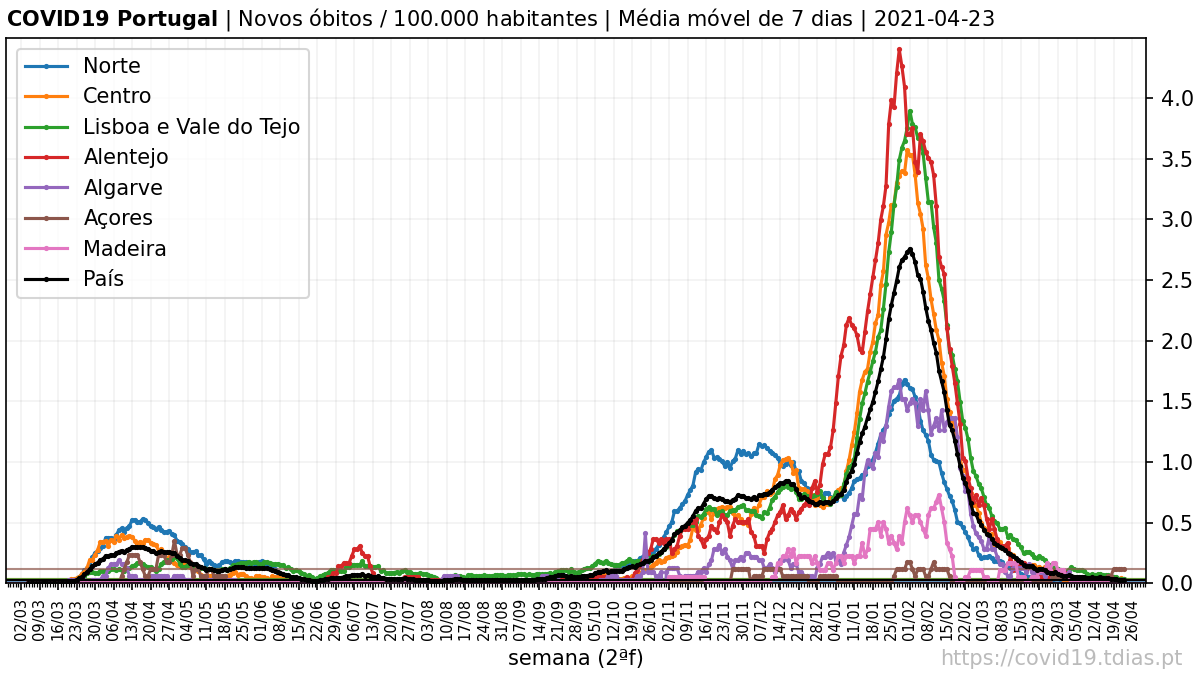 COVID19 Portugal | Novos óbitos / 100.000 habitantes | Média móvel de 7 dias | 2021-04-23
Norte
Centro
Lisboa e Vale do Tejo
Alentejo
Algarve
Açores
Madeira
País
4.0
3.5
3.0
2.5
2.0
1.5
1.0
0.5
0.0
02/03 09/03 16/03 23/03 30/03 06/04 13/04 20/04 27/04 04/05 11/05 18/05 25/05 01/06 08/06 15/06 22/06 29/06 06/07 13/07 20/07 27/07 03/08 10/08 17/08 24/08 31/08 07/09 14/09 21/09 28/09 05/10 12/10 19/10 26/10 02/11 09/11 16/11 23/11 30/11 07/12 14/12 21/12 28/12 04/01 11/01 18/01 25/01 01/02 08/02 15/02 22/02 01/03 08/03 15/03 22/03 29/03 05/04 12/04 19/04 26/04
semana (2ªf)
https://covid19.tdias.pt